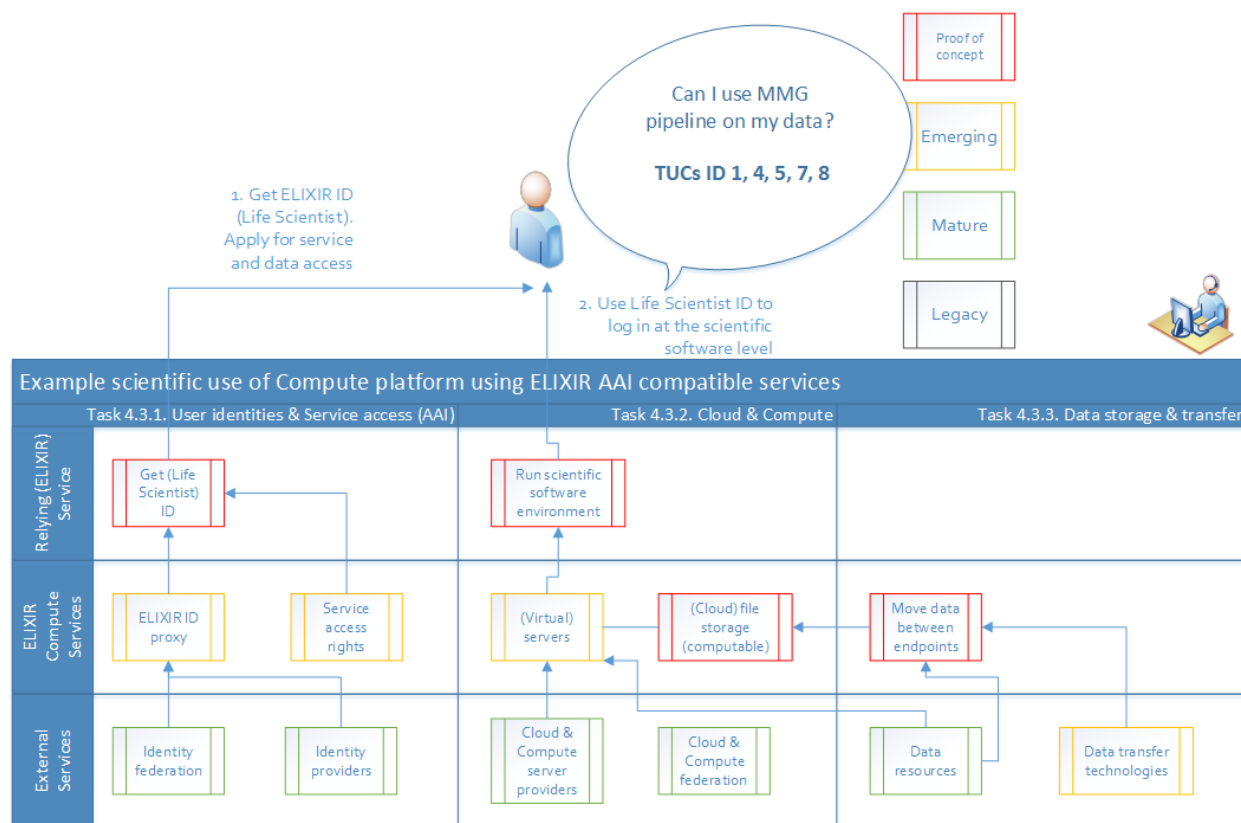 Proof of
concept
Can I use MMG
pipeline on my data?
TUCs ID 1, 4, 5, 7, 8
Emerging
1. Get ELIXIR ID
(Life Scientist).
Apply for service
and data access
Mature
2. Use Life Scientist ID to
log in at the scientific
software level
Legacy
Example scientific use of Compute platform using ELIXIR AAI compatible services
Task 4.3.1. User identities & Service access (AAI)
Task 4.3.2. Cloud & Compute
Task 4.3.3. Data storage & transfer
Relying (ELIXIR)
Service
Get (Life
Scientist)
ID
Run scientific
software
environment
ELIXIR
Compute
Services
ELIXIR ID
proxy
Service
access
rights
(Virtual)
servers
(Cloud) file
storage
(computable)
Move data
between
endpoints
External
Services
Identity
federation
Identity
providers
Cloud &
Compute
server
providers
Cloud &
Compute
federation
Data
resources
Data transfer
technologies